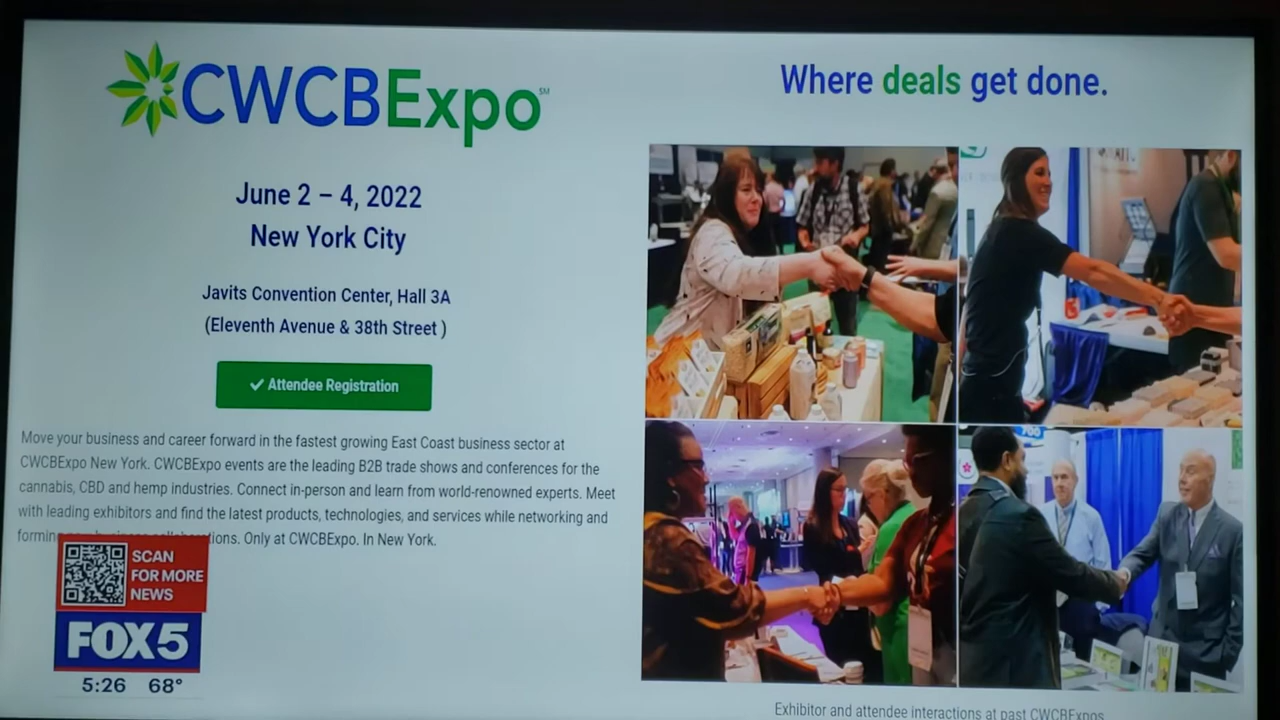 CWCBExpo SM
Where deals get done.
June 2 – 4, 2022
New York City
Javits Convention Center, Hall 3A
(Eleventh Avenue & 38th Street )
✓ Attendee Registration
Move your business and career forward in the fastest growing East Coast business sector at
CWCBExpo New York. CWCBExpo events are the leading B2B trade shows and conferences for the
cannabis, CBD and hemp industries. Connect in-person and learn from world-renowned experts. Meet
with leading exhibitors and find the latest products, technologies, and services while networking and
Only at CWCBExpo. In New York.
700
SCAN
FOR MORE
NEWS
FOX 5
5:26 68°
Exhibitor and attendee interactions at past CWCBExpos